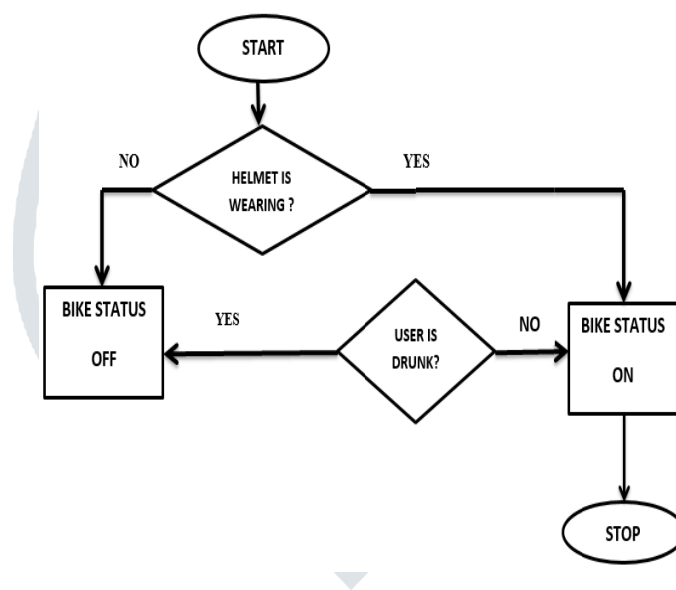 START
NO
YES
HELMET IS
WEARING ?
BIKE STATUS
OFF
YES
USER IS
DRUNK?
NO
BIKE STATUS
ON
STOP